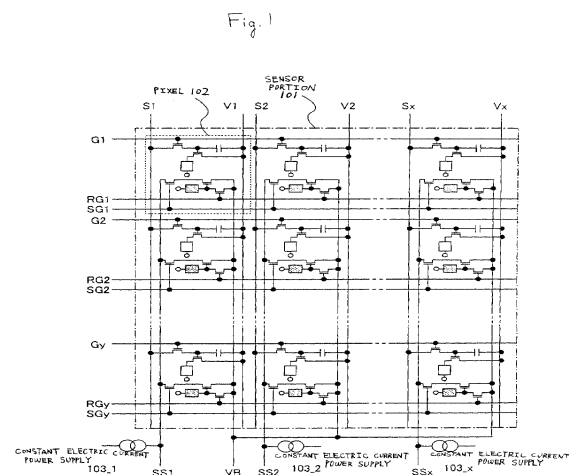 Fig. 1
PIXEL 102
SENSOR
PORTION
101
S1 V1 S2 V2 Sx Vx
G1
RG1
SG1
G2
RG2
SG2
Gy
RGy
SGy
CONSTANT ELECTRIC CURRENT
POWER SUPPLY
103_1
SS1
VB
SS2
CONSTANT ELECTRIC CURRENT
POWER SUPPLY
103_2
SSx
CONSTANT ELECTRIC CURRENT
POWER SUPPLY
103_x